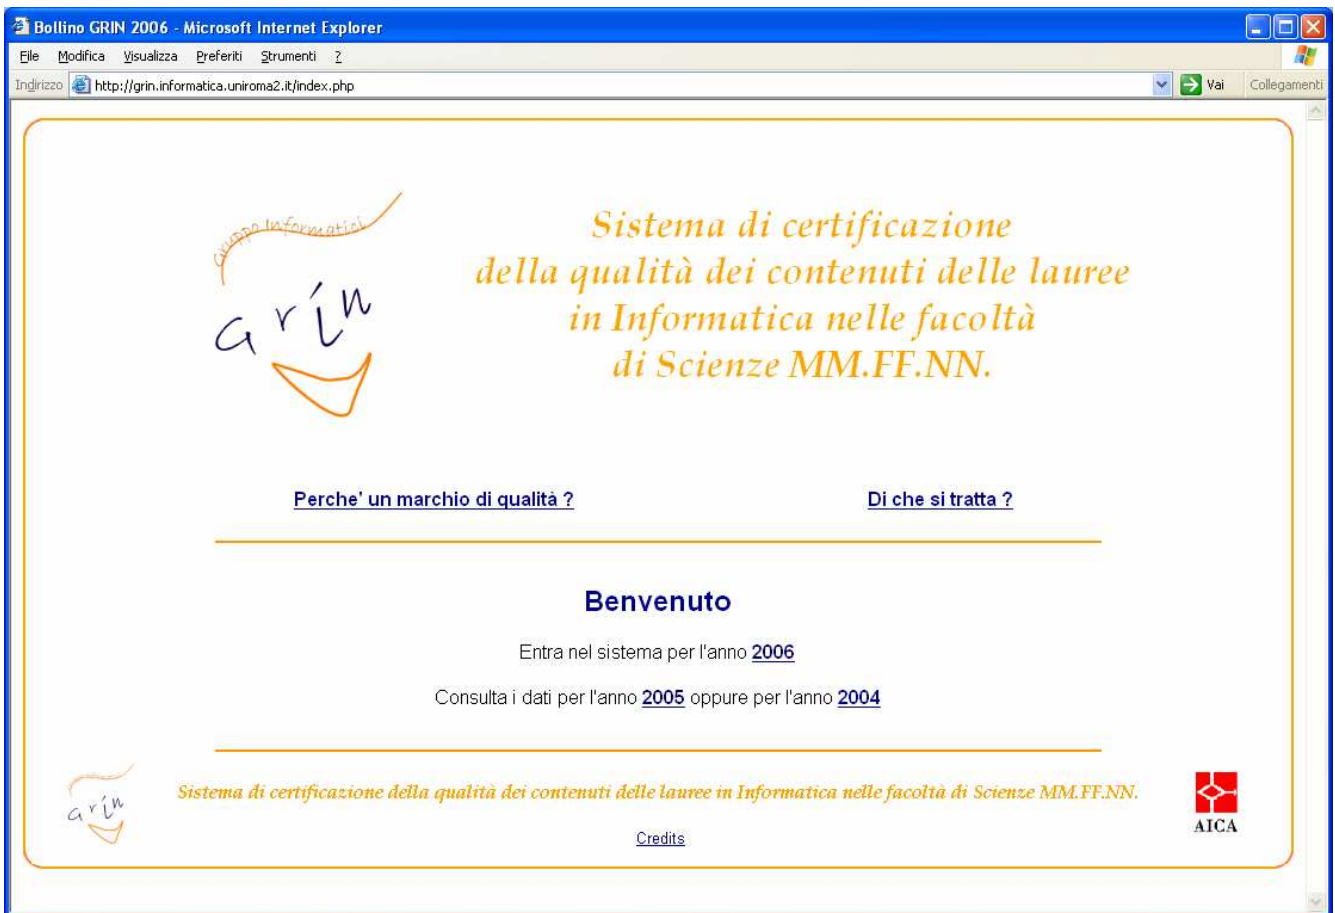 Bollino GRIN 2006 - Microsoft Internet Explorer
File Modifica Visualizza Preferiti Strumenti ?
Indirizzo http://grin.informatica.uniroma2.it/index.php Vai Collegamenti
Gruppo Informatici
Grin
Sistema di certificazione
della qualità dei contenuti delle lauree
in Informatica nelle facoltà
di Scienze MM.FF.NN.
Perche' un marchio di qualità ? Di che si tratta ?
Benvenuto
Entra nel sistema per l'anno 2006
Consulta i dati per l'anno 2005 oppure per l'anno 2004
Grin
Sistema di certificazione della qualità dei contenuti delle lauree in Informatica nelle facoltà di Scienze MM.FF.NN.
AICA
Credits